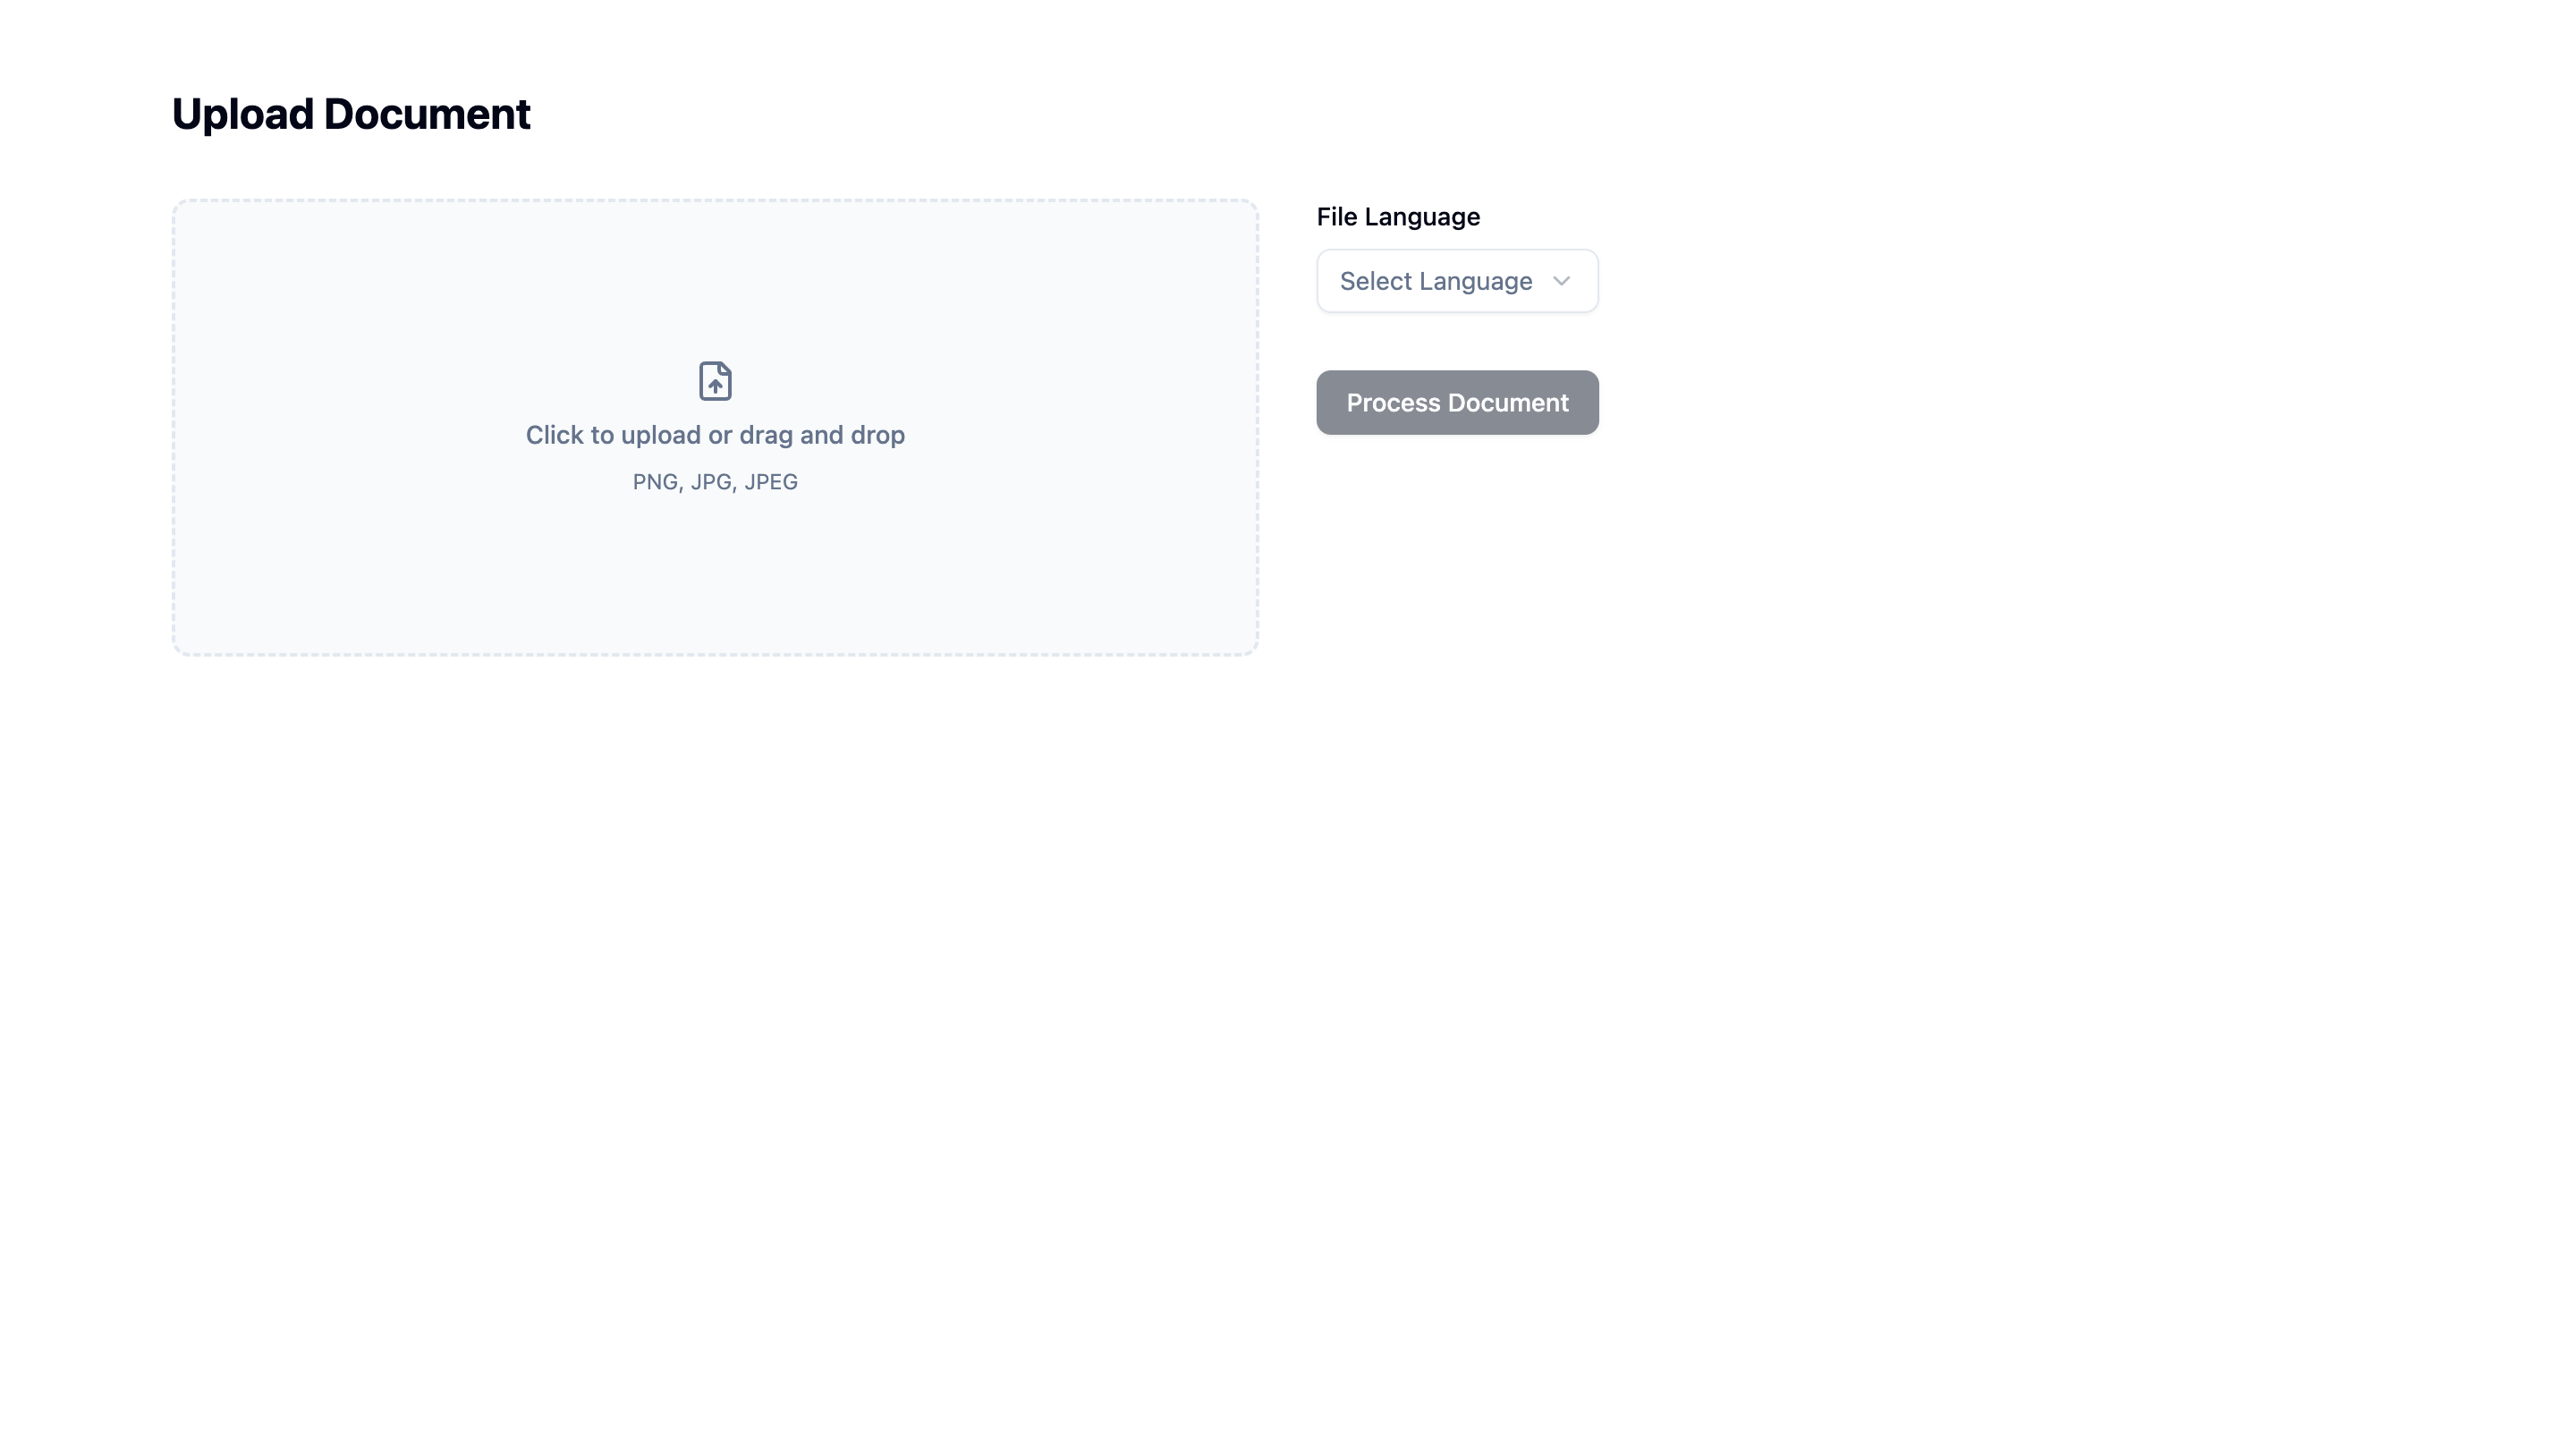 Upload Document
File Language
Select Language
Click to upload or drag and drop
PNG, JPG, JPEG
Process Document